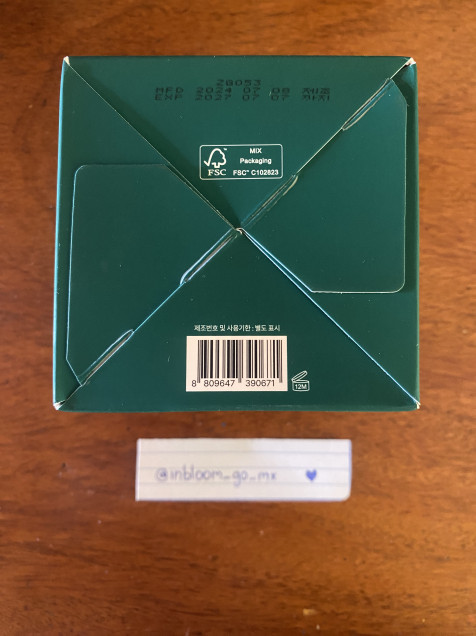 28053
MFD 2024 07 08 제조
EXP 2027 07 07 까지
FSC
MIX
Packaging
FSC™ C102823
제조번호 및 사용기한 : 별도 표시
8 809647 390671
12M
@inbloom_go_mx